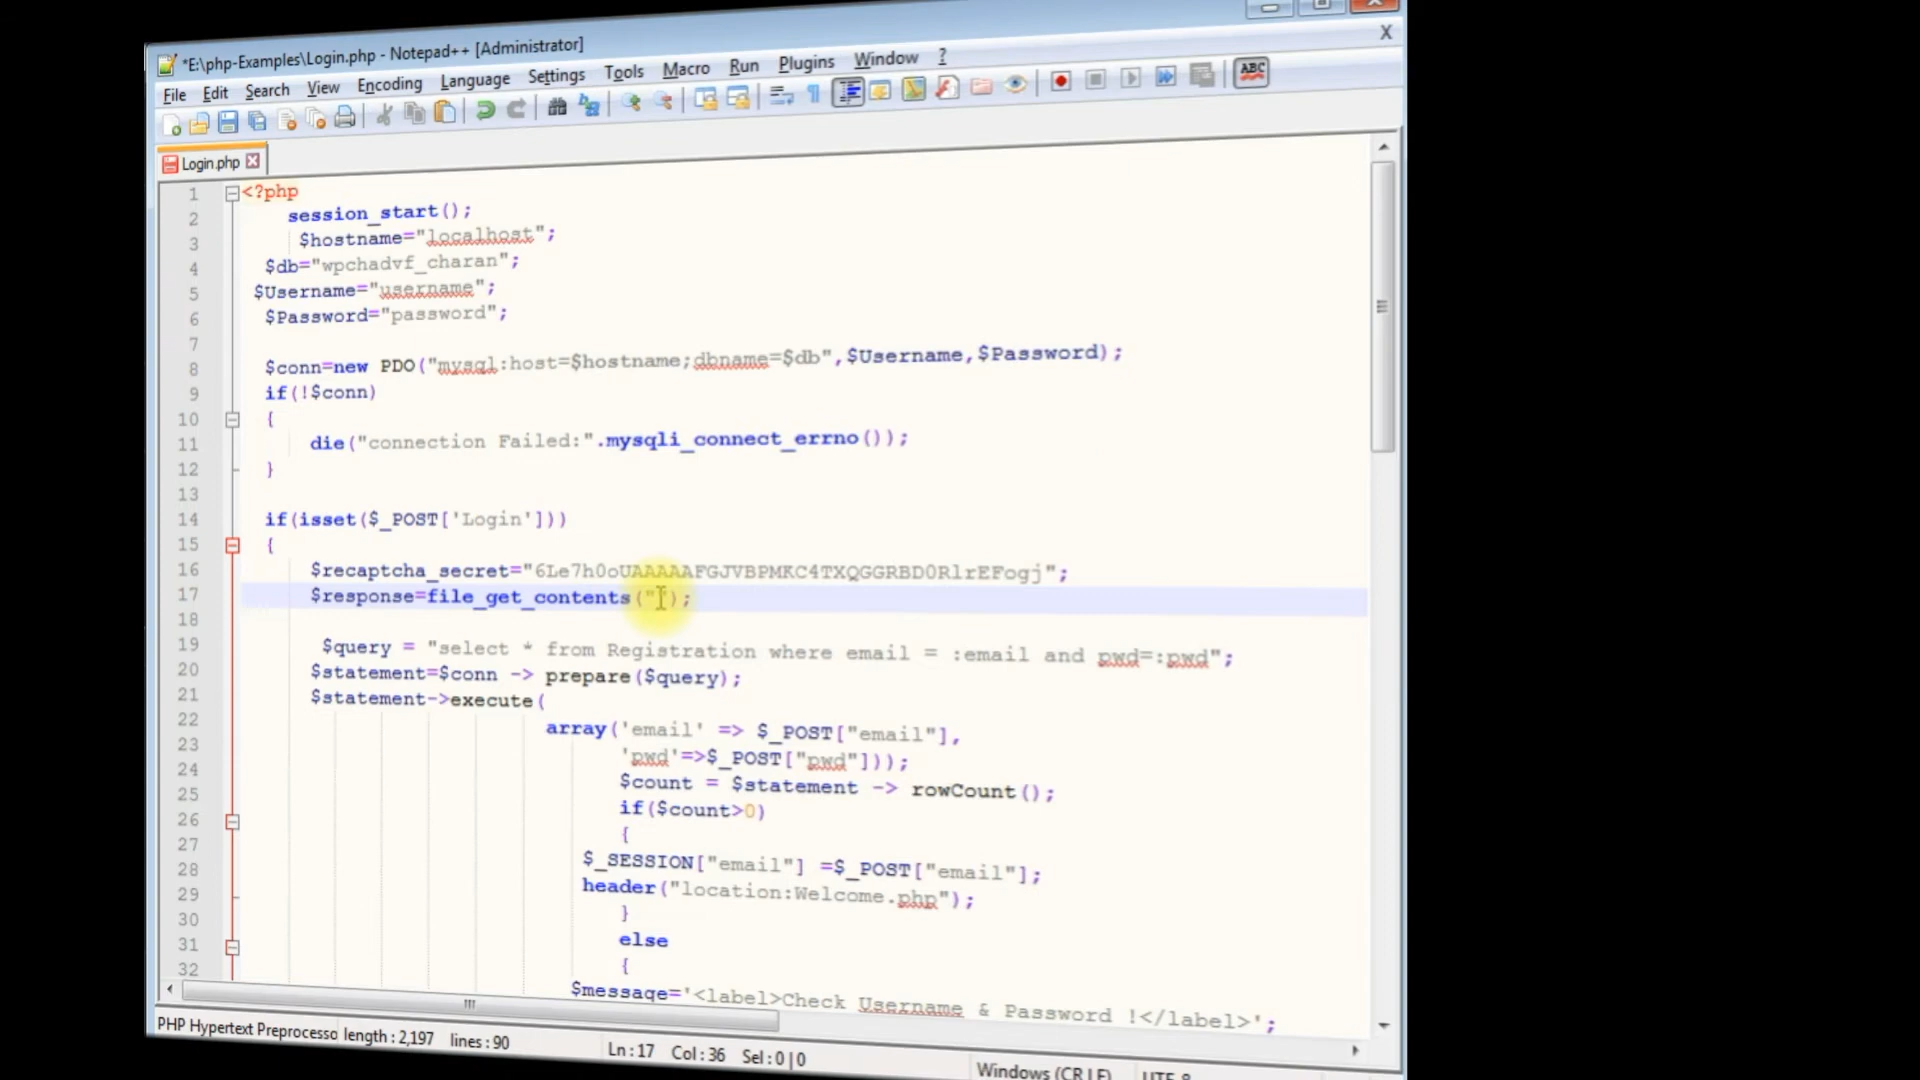 *E:\php-Examples\Login.php - Notepad++ [Administrator]
File Edit Search View Encoding Language Settings Tools Macro Run Plugins Window ? X
ABC
Login.php
1 <?php
2 session_start();
3 $hostname="localhost";
4 $db="wpchadvf_charan";
5 $Username="username";
6 $Password="password";
7
8 $conn=new PDO("mysql:host=$hostname;dbname=$db",$Username,$Password);
9 if(!$conn)
10 {
11 die("connection Failed:".mysqli_connect_errno());
12 }
13
14 if(isset($_POST['Login']))
15 {
16 $recaptcha_secret="6Le7h0oUAAAAAFGJVBPMKC4TXQGGRBD0RlrEFogj";
17 $response=file_get_contents("");
18
19 $query = "select * from Registration where email = :email and pwd=:pwd";
20 $statement=$conn -> prepare($query);
21 $statement->execute(
22 array('email' => $_POST["email"],
23 'pwd'=>$_POST["pwd"]));
24 $count = $statement -> rowCount();
25 if($count>0)
26 {
27 $_SESSION["email"] =$_POST["email"];
28 header("location:Welcome.php");
29 }
30 else
31 {
32 $message='<label>Check Username & Password !</label>';
PHP Hypertext Preprocesso length : 2,197 lines : 90 Ln : 17 Col : 36 Sel : 0 | 0 Windows (CR LF) UTF-8